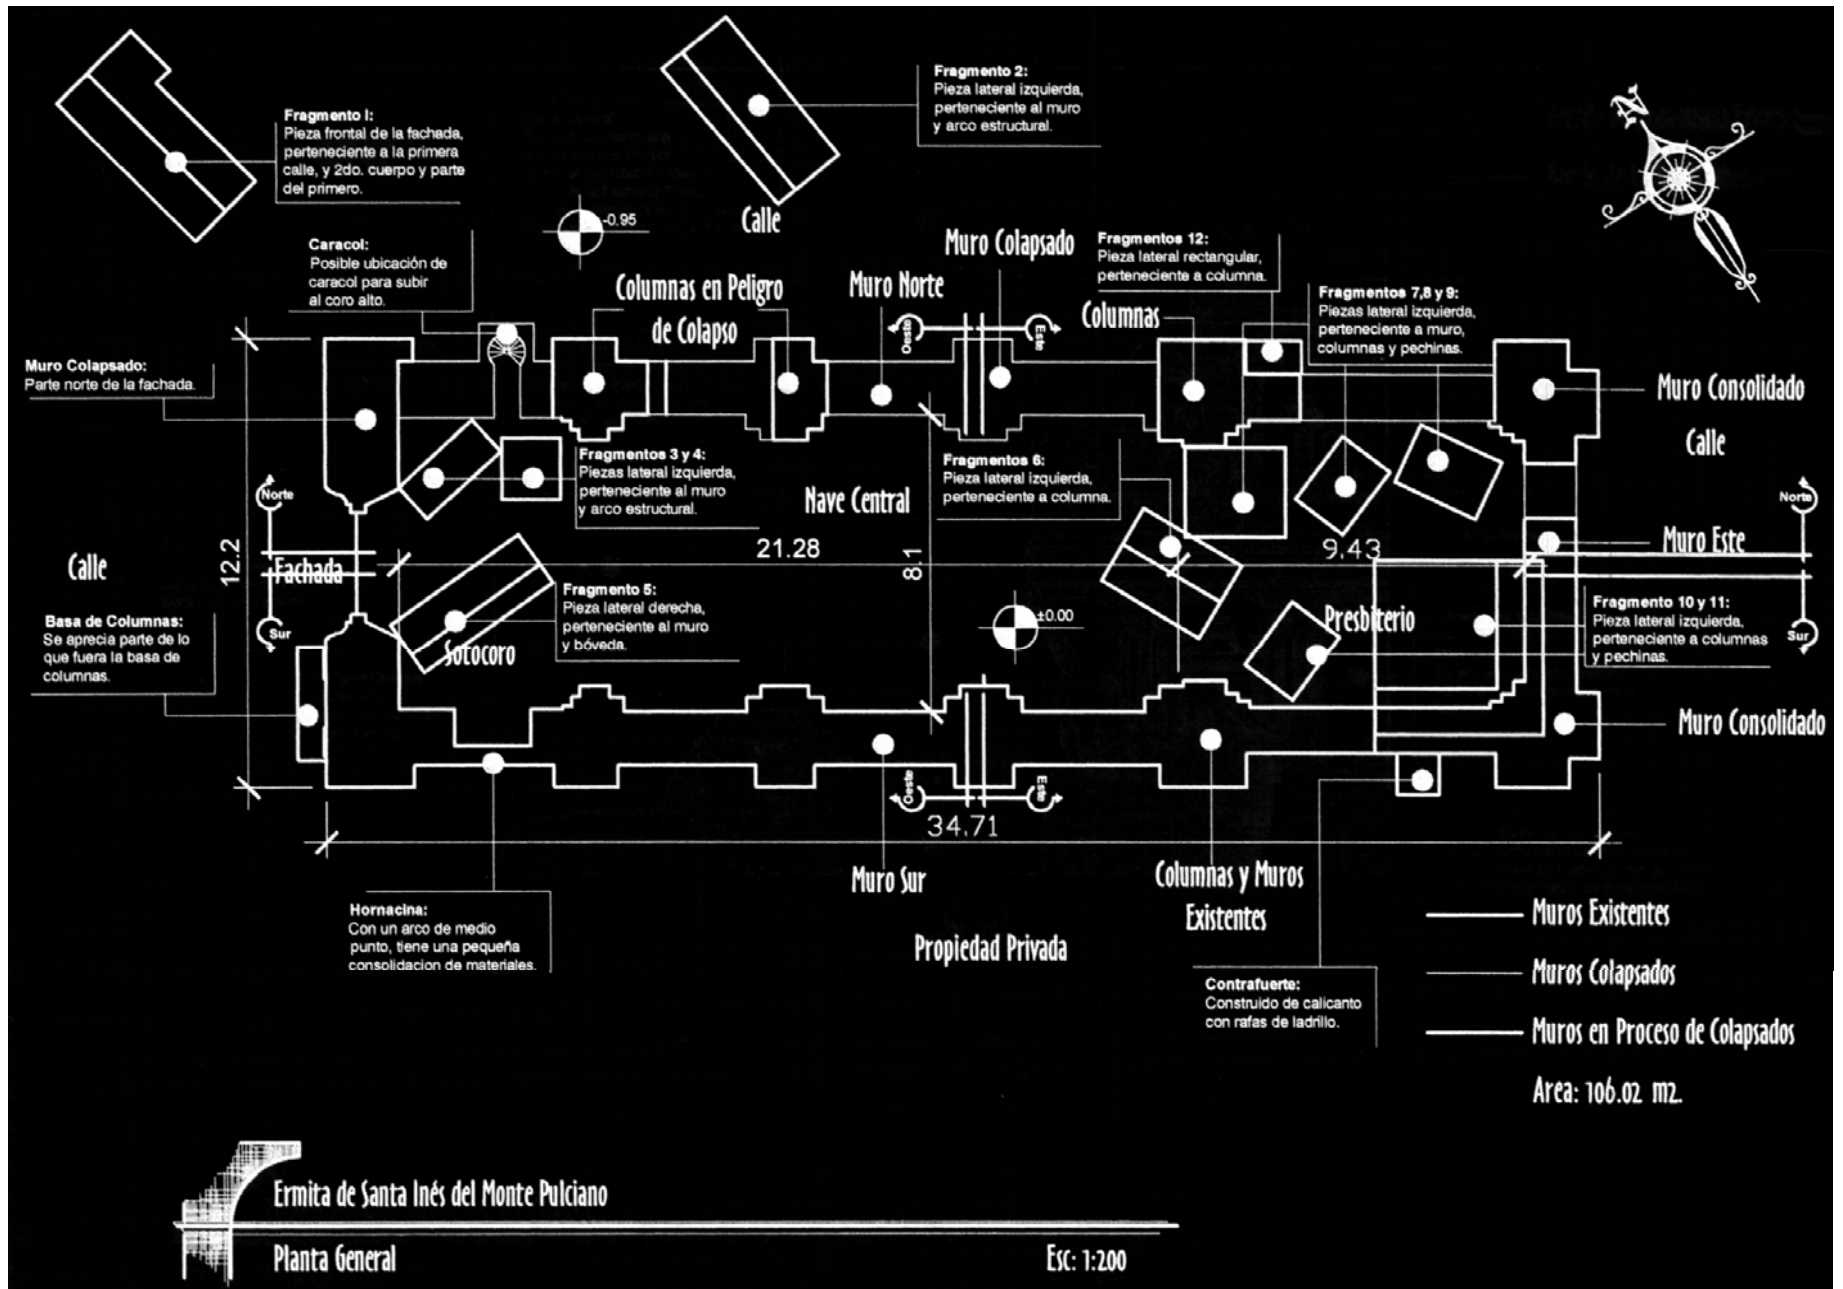 Fragmento I:
Pieza frontal de la fachada,
perteneciente a la primera
calle, y 2do. cuerpo y parte
del primero.
Fragmento 2:
Pieza lateral izquierda,
perteneciente al muro
y arco estructural.
N
Calle
-0.95
Caracol:
Posible ubicación de
caracol para subir
al coro alto.
Columnas en Peligro
de Colapso
Muro Norte
Muro Colapsado
Fragmentos 12:
Pieza lateral rectangular,
perteneciente a columna.
Columnas
Fragmentos 7,8 y 9:
Piezas lateral izquierda,
perteneciente a muro,
columnas y pechinas.
Oeste
Este
Muro Colapsado:
Parte norte de la fachada.
Muro Consolidado
Calle
Fragmentos 3 y 4:
Piezas lateral izquierda,
perteneciente al muro
y arco estructural.
Nave Central
Fragmentos 6:
Pieza lateral izquierda,
perteneciente a columna.
Norte
Norte
12.2
21.28
8.1
9.43
Muro Este
Calle
Fachada
Fragmento 5:
Pieza lateral derecha,
perteneciente al muro
y bóveda.
±0.00
Presbiterio
Fragmento 10 y 11:
Pieza lateral izquierda,
perteneciente a columnas
y pechinas.
Basa de Columnas:
Se aprecia parte de lo
que fuera la basa de
columnas.
Sur
Sur
Sotocoro
Muro Consolidado
Oeste
Este
34.71
Muro Sur
Columnas y Muros
Existentes
Hornacina:
Con un arco de medio
punto, tiene una pequeña
consolidacion de materiales.
Propiedad Privada
Contrafuerte:
Construido de calicanto
con rafas de ladrillo.
Muros Existentes
Muros Colapsados
Muros en Proceso de Colapsados
Area: 106.02 m2.
Ermita de Santa Inés del Monte Pulciano
Planta General
Esc: 1:200